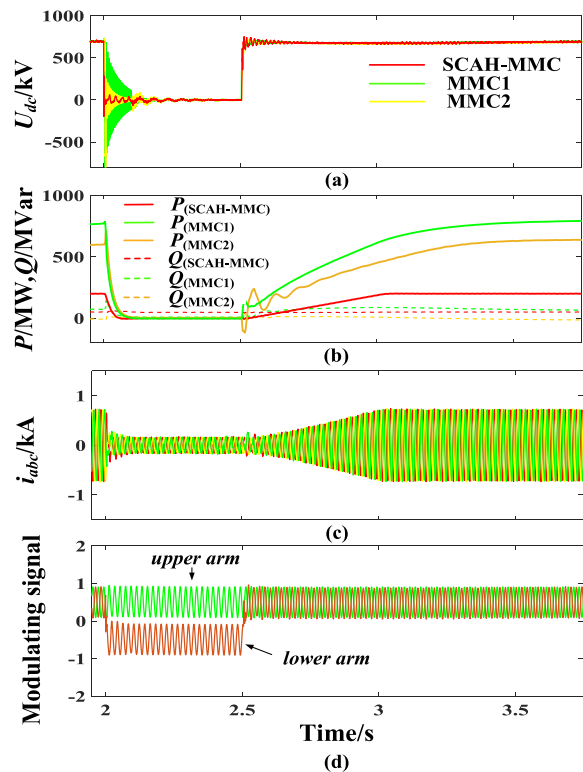 1000
500
0
-500
U_dc/kV
SCAH-MMC
MMC1
MMC2
(a)
1000
500
0
P/MW,Q/MVar
P(SCAH-MMC)
P(MMC1)
P(MMC2)
Q(SCAH-MMC)
Q(MMC1)
Q(MMC2)
(b)
1
0
-1
i_abc/kA
(c)
2
1
0
-1
-2
Modulating signal
upper arm
lower arm
2 2.5 3 3.5
Time/s
(d)